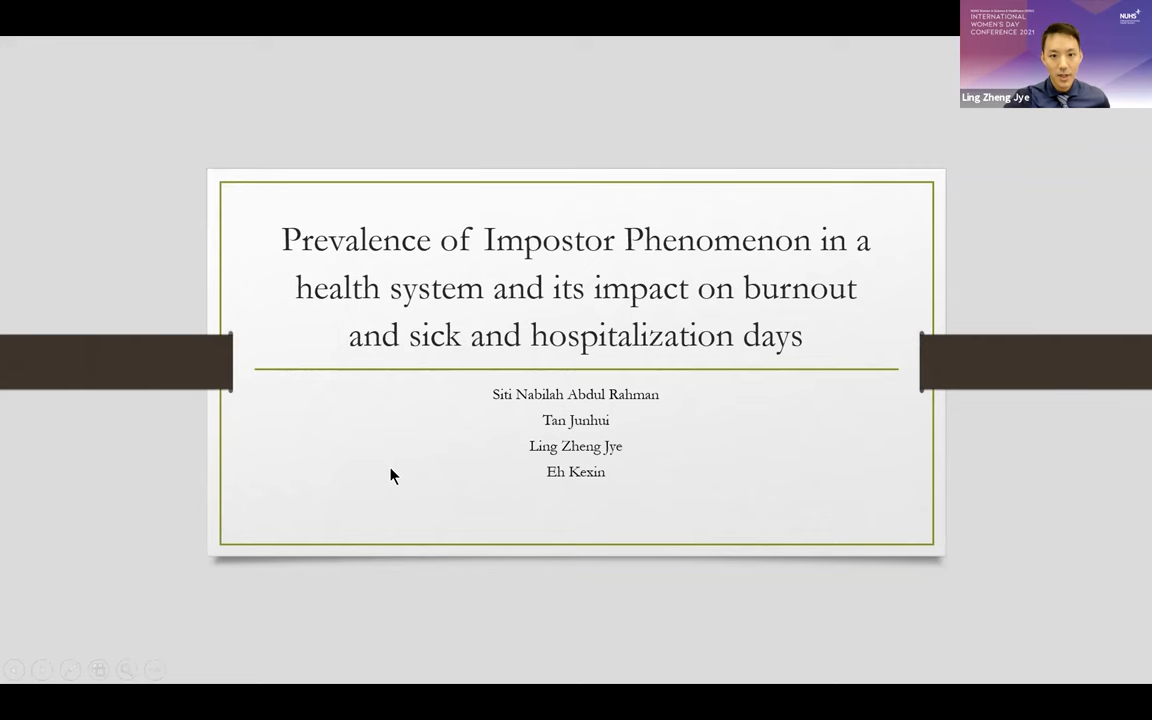 INTERNATIONAL
WOMEN'S DAY
CONFERENCE 2021
NUHS
Ling Zheng Jye
Prevalence of Impostor Phenomenon in a
health system and its impact on burnout
and sick and hospitalization days
Siti Nabilah Abdul Rahman
Tan Junhui
Ling Zheng Jye
Eh Kexin